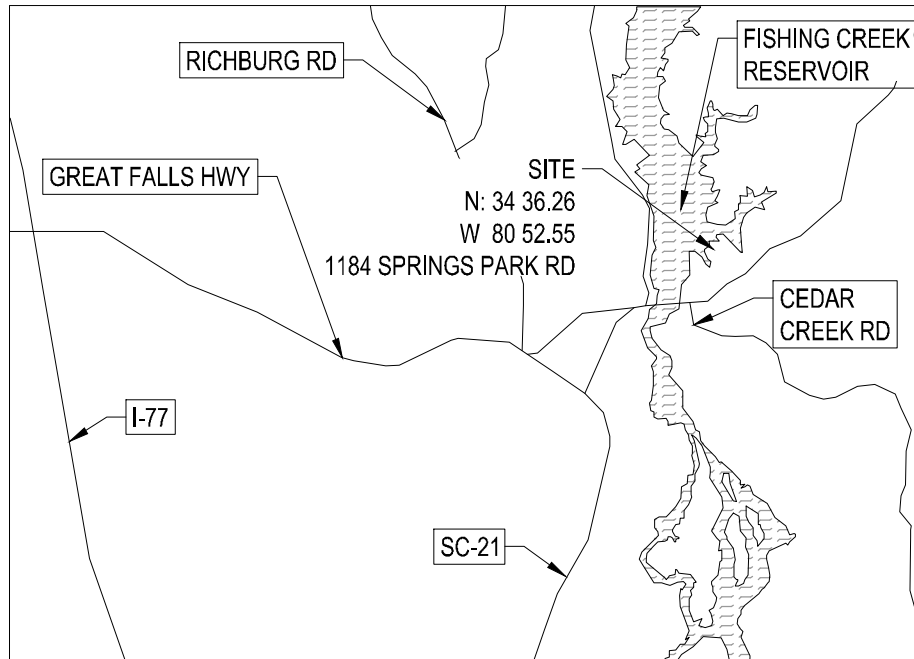 RICHBURG RD
FISHING CREEK
RESERVOIR
GREAT FALLS HWY
SITE
N: 34 36.26
W 80 52.55
1184 SPRINGS PARK RD
CEDAR
CREEK RD
I-77
SC-21